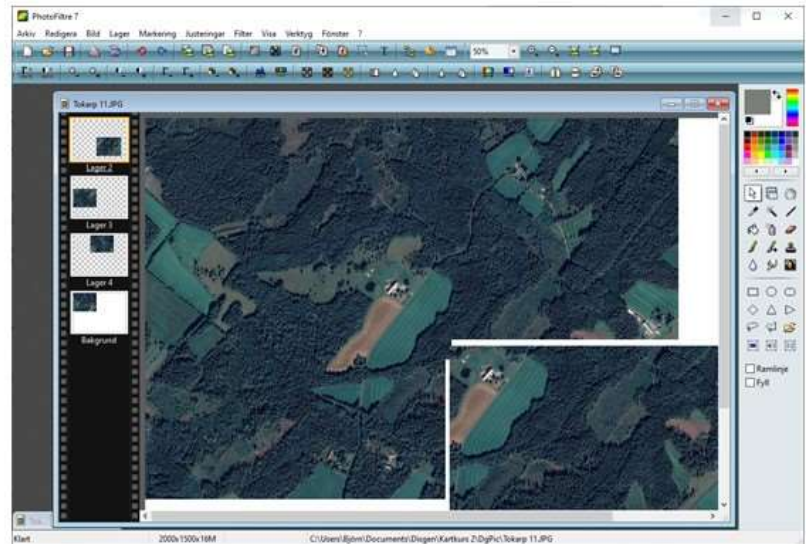 PhotoFiltre 7
Arkiv Redigera Bild Lager Markering Justeringar Filter Visa Verktyg Fönster ?
50%
Tokarp 11.JPG
Lager 2
Lager 3
Lager 4
Bakgrund
Ramlinje
Fyll
Klart 2000x1500x16M C:\Users\Björn\Documents\Disgen\Kartkurs 2\DgPic\Tokarp 11.JPG